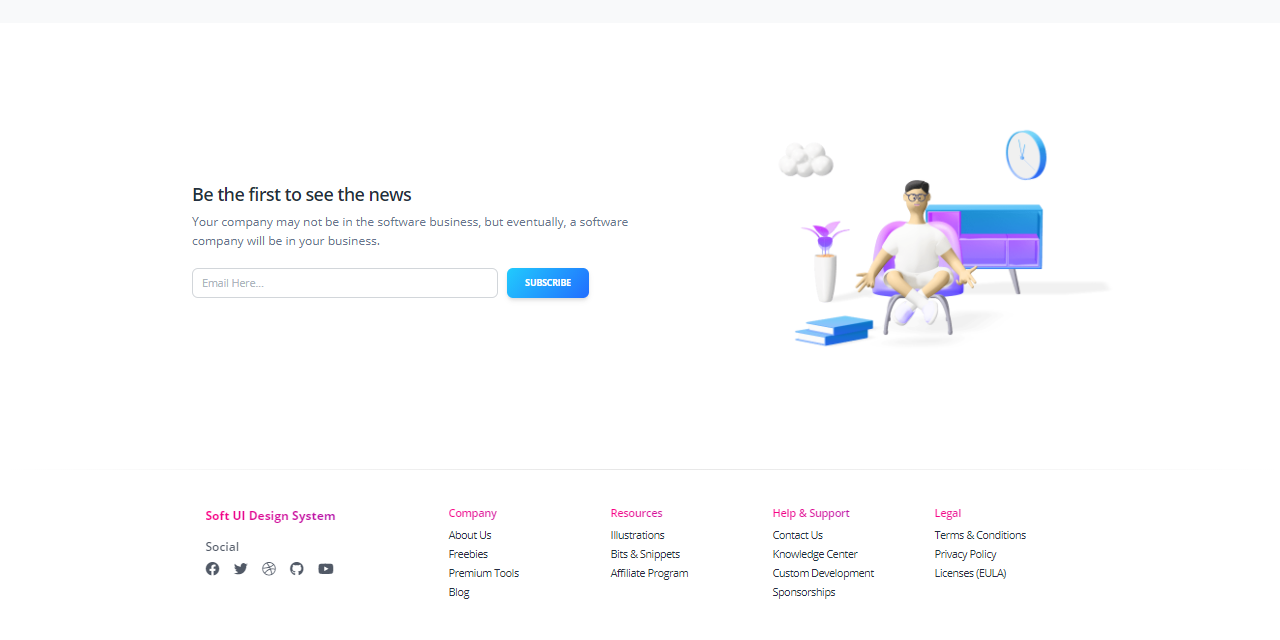 Be the first to see the news
Your company may not be in the software business, but eventually, a software
company will be in your business.
Email Here...
SUBSCRIBE
Soft UI Design System
Social
Company
About Us
Freebies
Premium Tools
Blog
Resources
Illustrations
Bits & Snippets
Affiliate Program
Help & Support
Contact Us
Knowledge Center
Custom Development
Sponsorships
Legal
Terms & Conditions
Privacy Policy
Licenses (EULA)